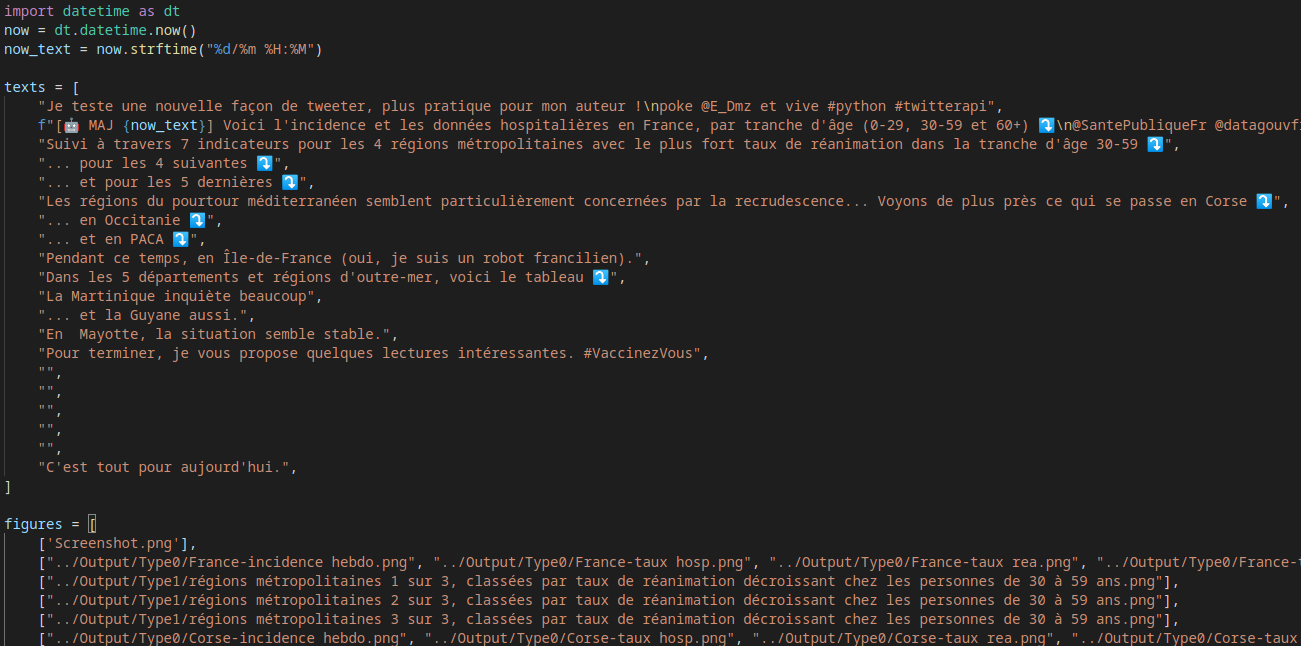 import datetime as dt
now = dt.datetime.now()
now_text = now.strftime("%d/%m %H:%M")
texts = [
    "Je teste une nouvelle façon de tweeter, plus pratique pour mon auteur !\npoke @E_Dmz et vive #python #twitterapi",
    f"[🤖 MAJ {now_text}] Voici l'incidence et les données hospitalières en France, par tranche d'âge (0-29, 30-59 et 60+) ⤵️\n@SantePubliqueFr @datagouvf
    "Suivi à travers 7 indicateurs pour les 4 régions métropolitaines avec le plus fort taux de réanimation dans la tranche d'âge 30-59 ⤵️",
    "... pour les 4 suivantes ⤵️",
    "... et pour les 5 dernières ⤵️",
    "Les régions du pourtour méditerranéen semblent particulièrement concernées par la recrudescence... Voyons de plus près ce qui se passe en Corse ⤵️",
    "... en Occitanie ⤵️",
    "... et en PACA ⤵️",
    "Pendant ce temps, en Île-de-France (oui, je suis un robot francilien).",
    "Dans les 5 départements et régions d'outre-mer, voici le tableau ⤵️",
    "La Martinique inquiète beaucoup",
    "... et la Guyane aussi.",
    "En  Mayotte, la situation semble stable.",
    "Pour terminer, je vous propose quelques lectures intéressantes. #VaccinezVous",
    "",
    "",
    "",
    "",
    "",
    "C'est tout pour aujourd'hui.",
]
figures = [
    ['Screenshot.png'],
    ["../Output/Type0/France-incidence hebdo.png", "../Output/Type0/France-taux hosp.png", "../Output/Type0/France-taux rea.png", "../Output/Type0/France-t
    ["../Output/Type1/régions métropolitaines 1 sur 3, classées par taux de réanimation décroissant chez les personnes de 30 à 59 ans.png"],
    ["../Output/Type1/régions métropolitaines 2 sur 3, classées par taux de réanimation décroissant chez les personnes de 30 à 59 ans.png"],
    ["../Output/Type1/régions métropolitaines 3 sur 3, classées par taux de réanimation décroissant chez les personnes de 30 à 59 ans.png"],
    ["../Output/Type0/Corse-incidence hebdo.png", "../Output/Type0/Corse-taux hosp.png", "../Output/Type0/Corse-taux rea.png", "../Output/Type0/Corse-taux